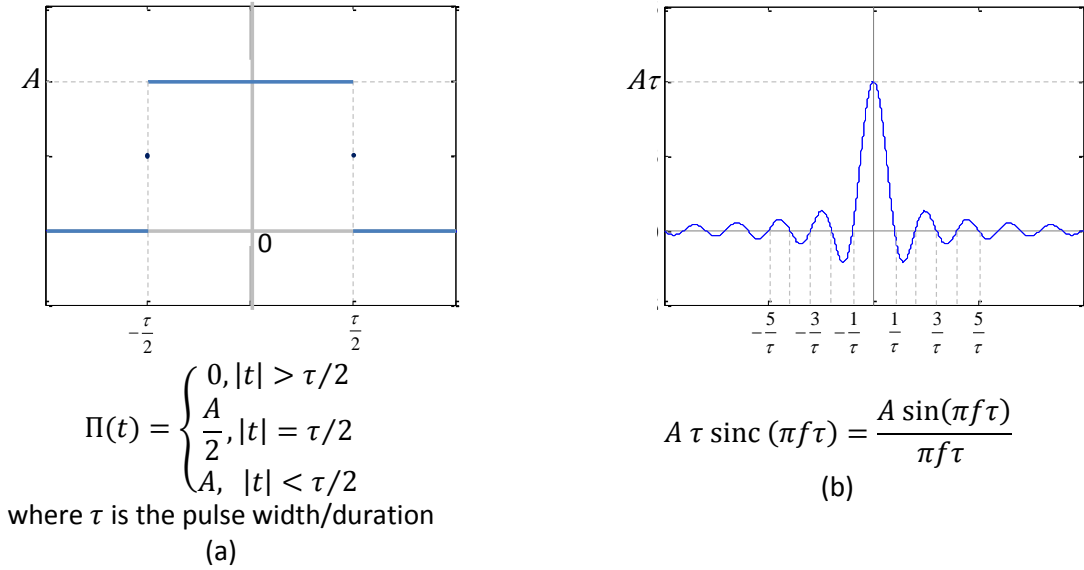 A
0
-τ/2 τ/2
Π(t) = { 0, |t| > τ/2
A/2, |t| = τ/2
A, |t| < τ/2
where τ is the pulse width/duration
(a)
Aτ
-5/τ -3/τ -1/τ 1/τ 3/τ 5/τ
A τ sinc (πfτ) = A sin(πfτ)/πfτ
(b)